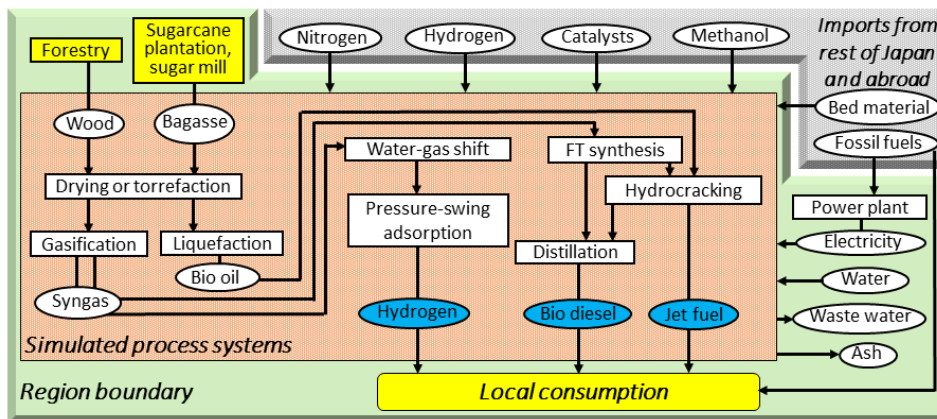 Forestry
Sugarcane
plantation,
sugar mill
Nitrogen
Hydrogen
Catalysts
Methanol
Imports from
rest of Japan
and abroad
Wood
Bagasse
Bed material
Fossil fuels
Water-gas shift
FT synthesis
Drying or torrefaction
Hydrocracking
Pressure-swing
adsorption
Power plant
Gasification
Liquefaction
Distillation
Electricity
Bio oil
Syngas
Water
Hydrogen
Bio diesel
Jet fuel
Waste water
Simulated process systems
Ash
Region boundary
Local consumption